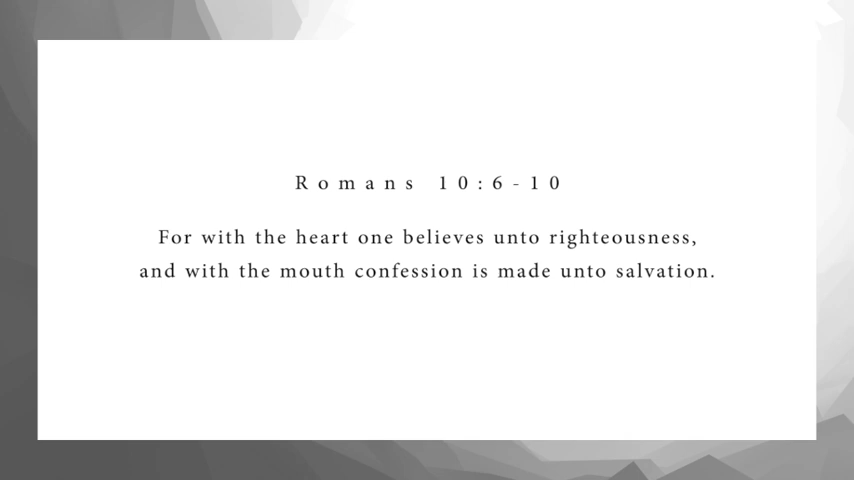 Romans 10:6-10
For with the heart one believes unto righteousness,
and with the mouth confession is made unto salvation.